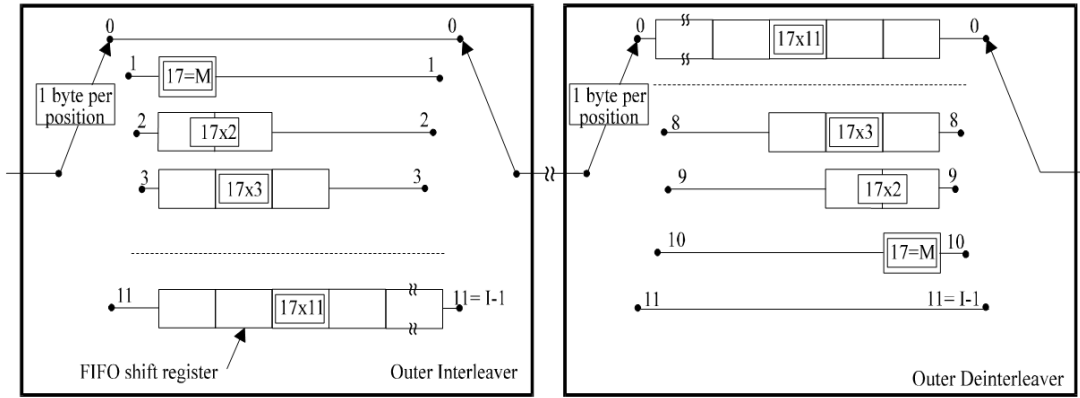 0 0
1 17=M 1
1 byte per
position
2 17x2 2
3 17x3 3
11 17x11 11= I-1
FIFO shift register
Outer Interleaver
0 17x11 0
1 byte per
position
8 17x3 8
9 17x2 9
10 17=M 10
11 11= I-1
Outer Deinterleaver